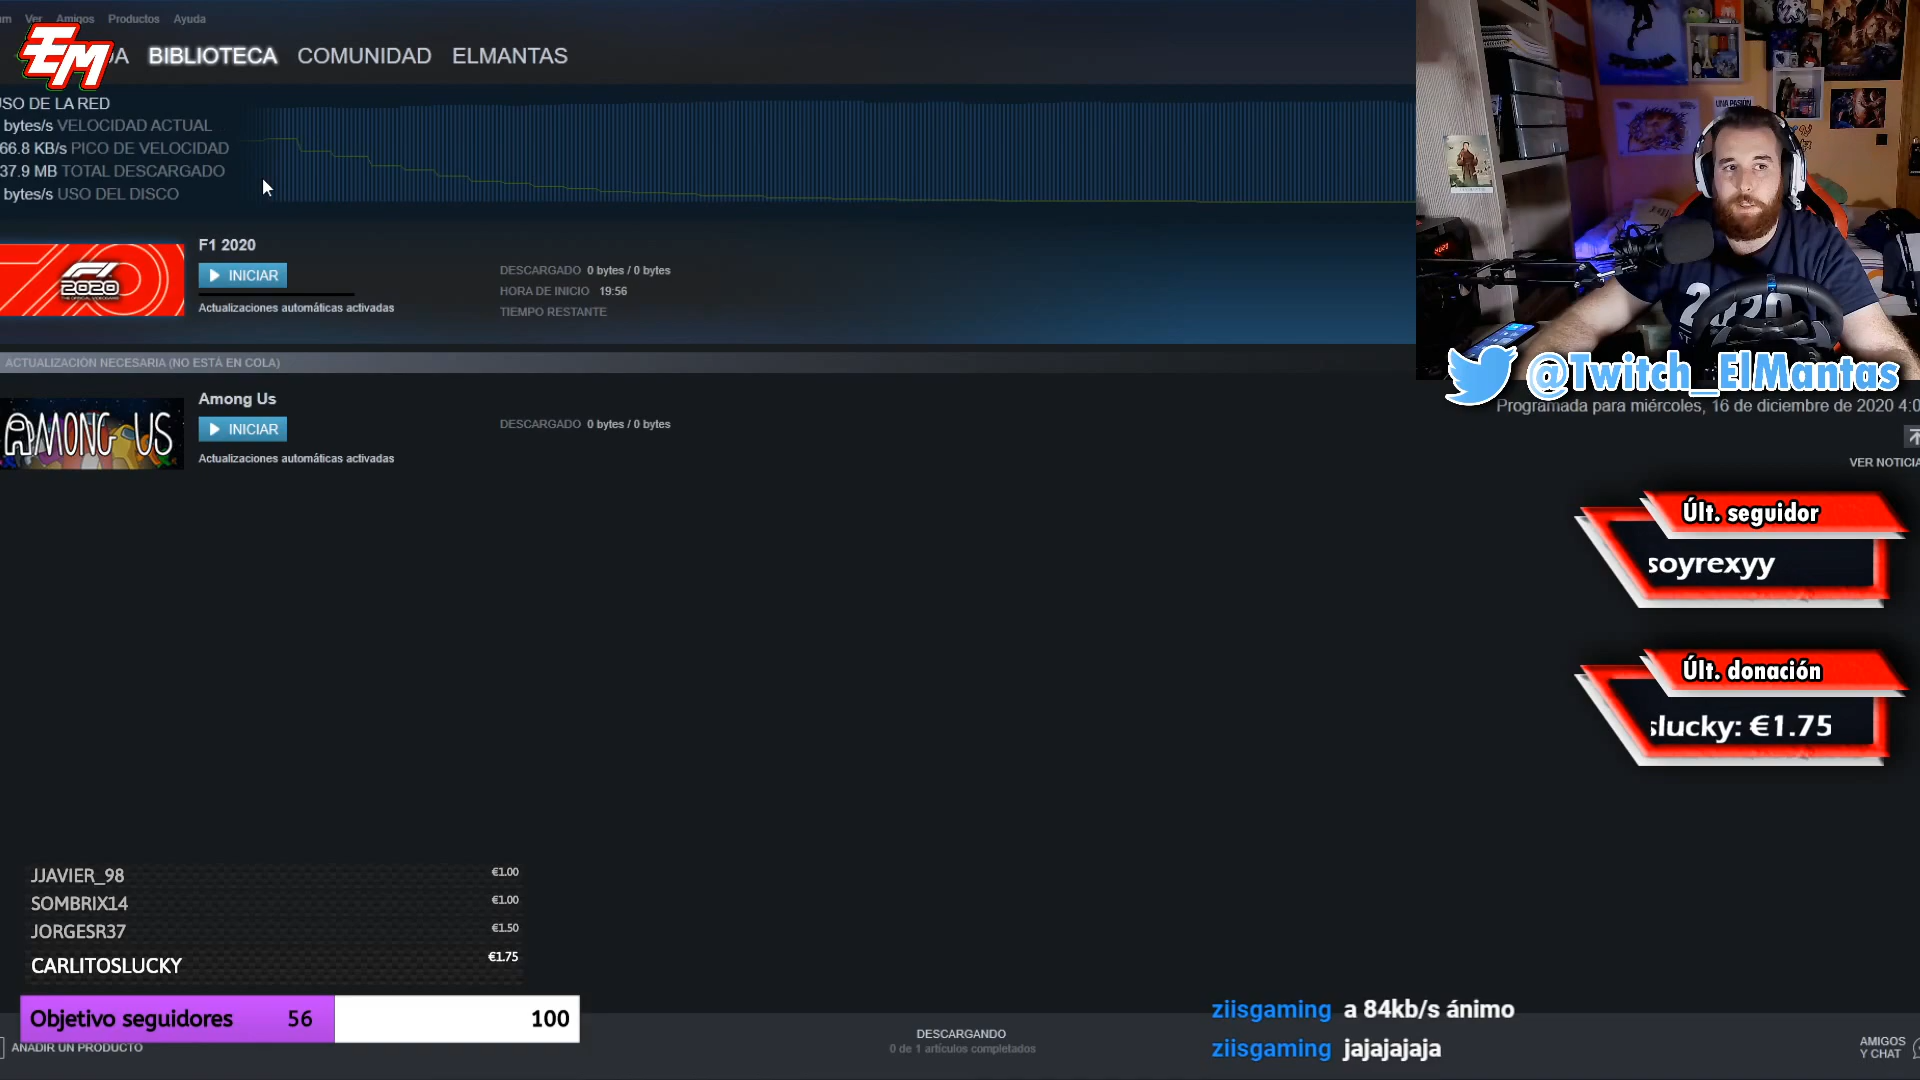 Ver Amigos Productos Ayuda
EM
BIBLIOTECA COMUNIDAD ELMANTAS
USO DE LA RED
bytes/s VELOCIDAD ACTUAL
66.8 KB/s PICO DE VELOCIDAD
37.9 MB TOTAL DESCARGADO
bytes/s USO DEL DISCO
F1 2020
INICIAR
Actualizaciones automáticas activadas
DESCARGADO 0 bytes / 0 bytes
HORA DE INICIO 19:56
TIEMPO RESTANTE
2020
ACTUALIZACIÓN NECESARIA (NO ESTÁ EN COLA)
AMONG US
Among Us
INICIAR
Actualizaciones automáticas activadas
DESCARGADO 0 bytes / 0 bytes
@Twitch_ElMantas
Programada para miércoles, 16 de diciembre de 2020 4:0
VER NOTICIA
Últ. seguidor
soyrexyy
Últ. donación
slucky: €1.75
JJAVIER_98 €1.00
SOMBRIX14 €1.00
JORGESR37 €1.50
CARLITOSLUCKY €1.75
Objetivo seguidores 56 100
AÑADIR UN PRODUCTO
DESCARGANDO
0 de 1 artículos completados
ziisgaming a 84kb/s ánimo
ziisgaming jajajajaja
AMIGOS
Y CHAT